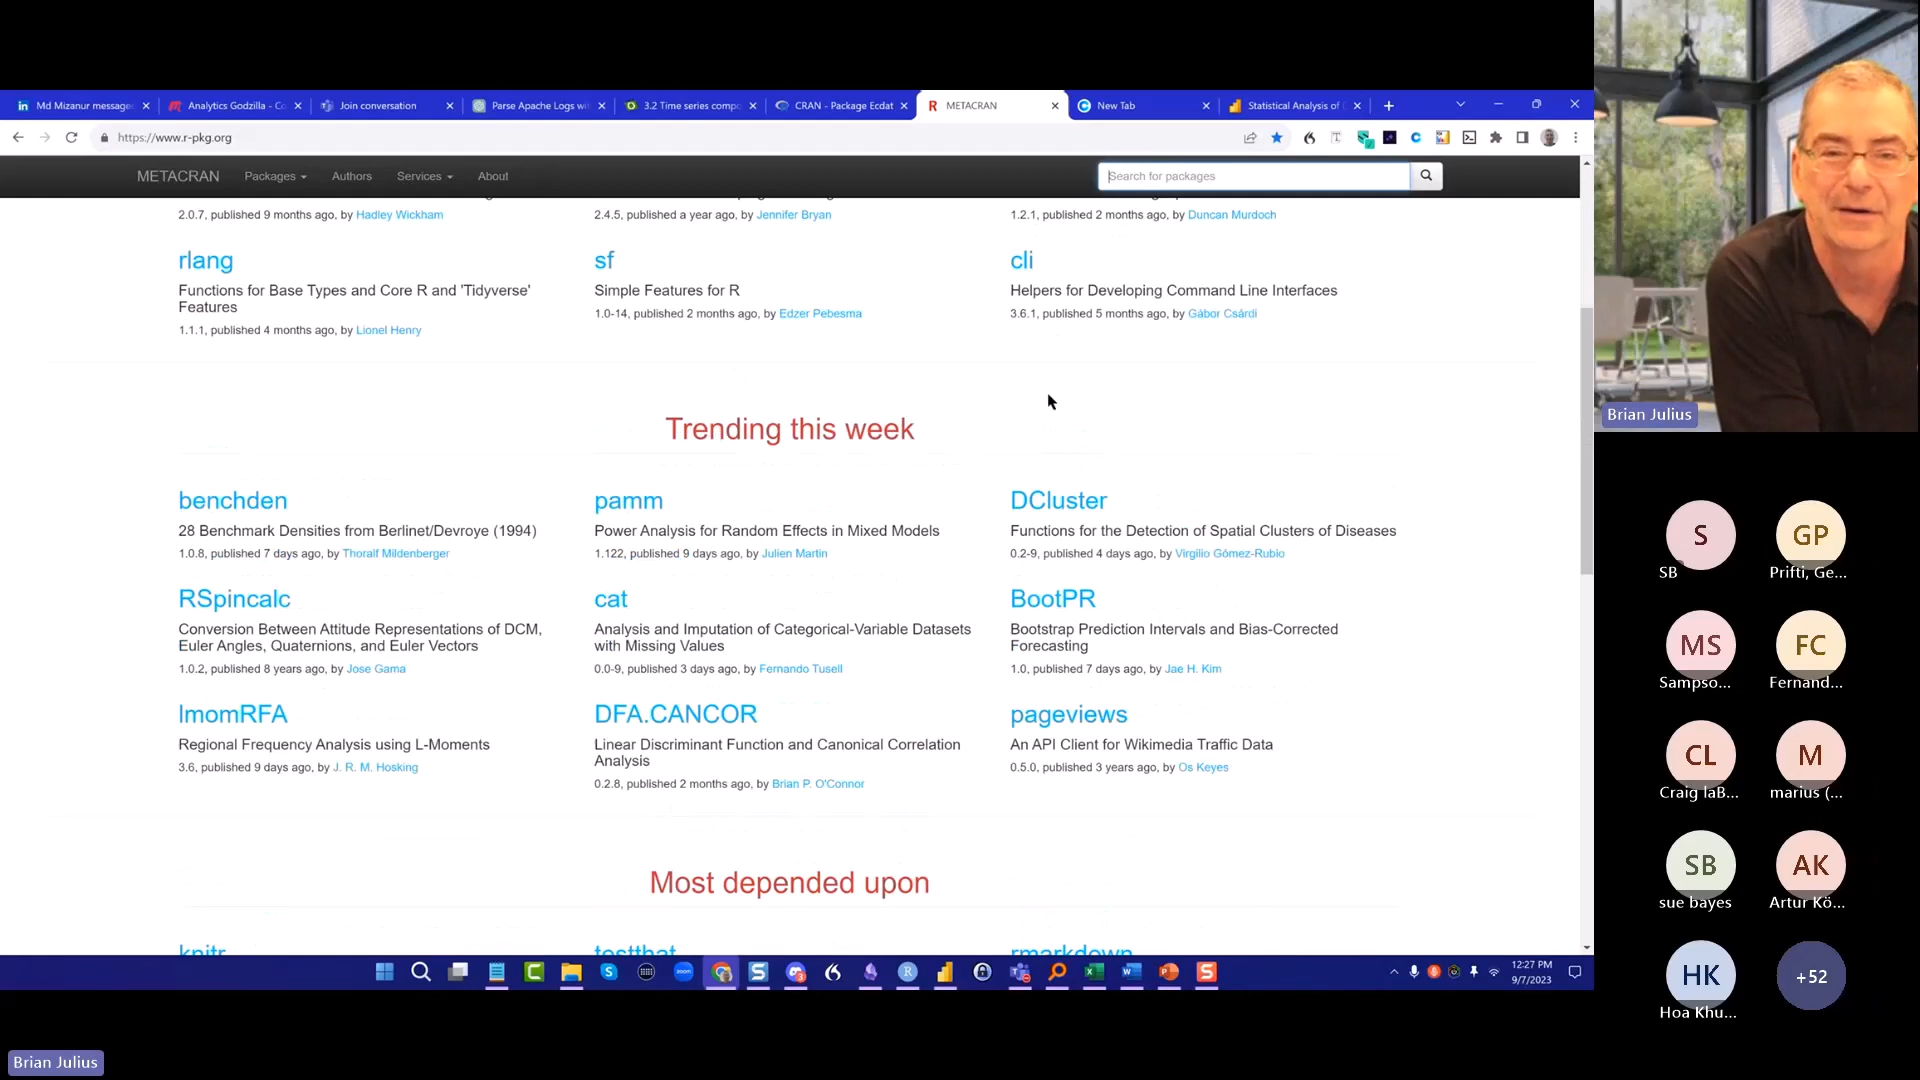 Md Mizanur message
Analytics Godzilla - Co
Join conversation
Parse Apache Logs wit
3.2 Time series compo
CRAN - Package Ecdat
METACRAN
New Tab
Statistical Analysis of
https://www.r-pkg.org
METACRAN
Packages
Authors
Services
About
Search for packages
2.0.7, published 9 months ago, by Hadley Wickham
2.4.5, published a year ago, by Jennifer Bryan
1.2.1, published 2 months ago, by Duncan Murdoch
rlang
Functions for Base Types and Core R and 'Tidyverse'
Features
1.1.1, published 4 months ago, by Lionel Henry
sf
Simple Features for R
1.0-14, published 2 months ago, by Edzer Pebesma
cli
Helpers for Developing Command Line Interfaces
3.6.1, published 5 months ago, by Gábor Csárdi
Trending this week
benchden
28 Benchmark Densities from Berlinet/Devroye (1994)
1.0.8, published 7 days ago, by Thoralf Mildenberger
pamm
Power Analysis for Random Effects in Mixed Models
1.122, published 9 days ago, by Julien Martin
DCluster
Functions for the Detection of Spatial Clusters of Diseases
0.2-9, published 4 days ago, by Virgilio Gómez-Rubio
RSpincalc
Conversion Between Attitude Representations of DCM,
Euler Angles, Quaternions, and Euler Vectors
1.0.2, published 8 years ago, by Jose Gama
cat
Analysis and Imputation of Categorical-Variable Datasets
with Missing Values
0.0-9, published 3 days ago, by Fernando Tusell
BootPR
Bootstrap Prediction Intervals and Bias-Corrected
Forecasting
1.0, published 7 days ago, by Jae H. Kim
lmomRFA
Regional Frequency Analysis using L-Moments
3.6, published 9 days ago, by J. R. M. Hosking
DFA.CANCOR
Linear Discriminant Function and Canonical Correlation
Analysis
0.2.8, published 2 months ago, by Brian P. O'Connor
pageviews
An API Client for Wikimedia Traffic Data
0.5.0, published 3 years ago, by Os Keyes
Most depended upon
knitr
testthat
rmarkdown
12:27 PM
9/7/2023
Brian Julius
S
SB
GP
Prifti, Ge...
MS
Sampso...
FC
Fernand...
CL
Craig laB...
M
marius (...
SB
sue bayes
AK
Artur Kö...
HK
Hoa Khu...
+52
Brian Julius